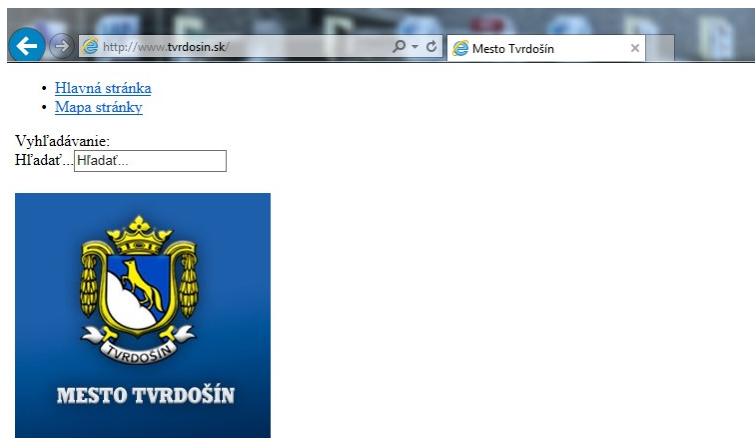 http://www.tvrdosin.sk/
Mesto Tvrdošín
Hlavná stránka
Mapa stránky
Vyhľadávanie:
Hľadať...Hľadať...
TVRDOŠÍN
MESTO TVRDOŠÍN